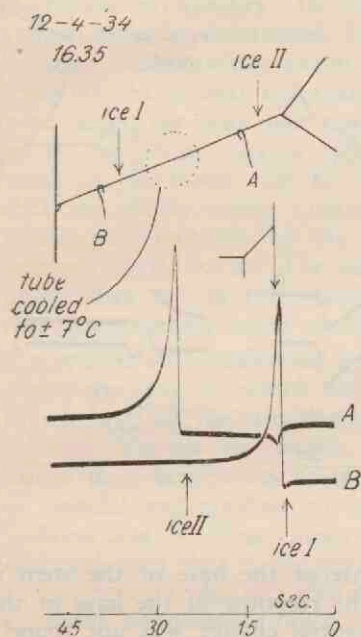 12-4-34
16.35
ice II
ice I
A
B
tube
cooled
to ± 7°C
A
B
ice II
ice I
sec.
45 30 15 0